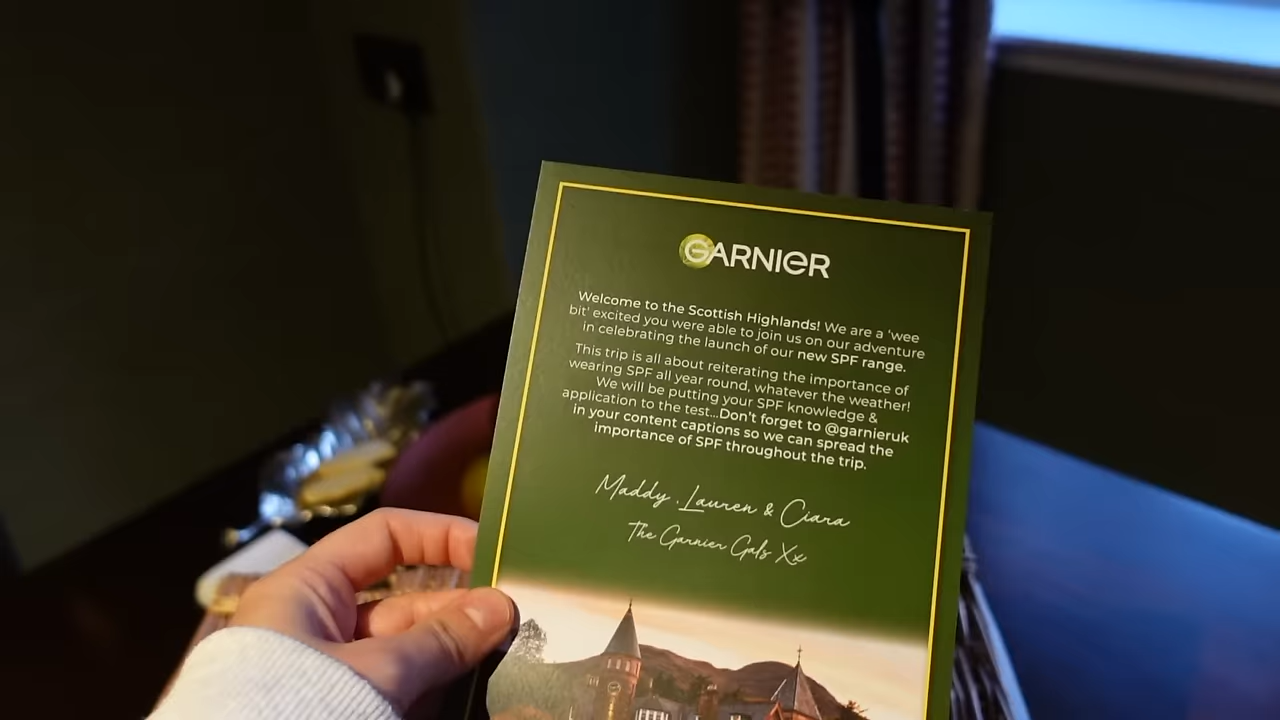 GARNIER
Welcome to the Scottish Highlands! We are a 'wee
bit' excited you were able to join us on our adventure
in celebrating the launch of our new SPF range.
This trip is all about reiterating the importance of
wearing SPF all year round, whatever the weather!
We will be putting your SPF knowledge &
application to the test...Don't forget to @garnieruk
in your content captions so we can spread the
importance of SPF throughout the trip.
Maddy, Lauren & Ciara
The Garnier Gals Xx